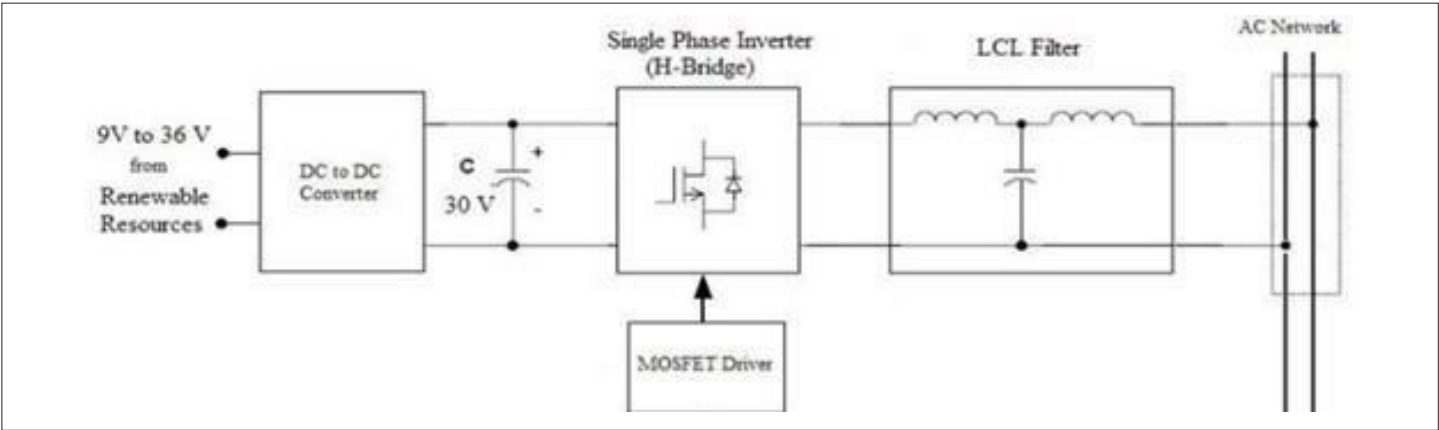 9V to 36 V
from
Renewable
Resources
DC to DC
Converter
C
+
30 V
-
Single Phase Inverter
(H-Bridge)
MOSFET Driver
LCL Filter
AC Network